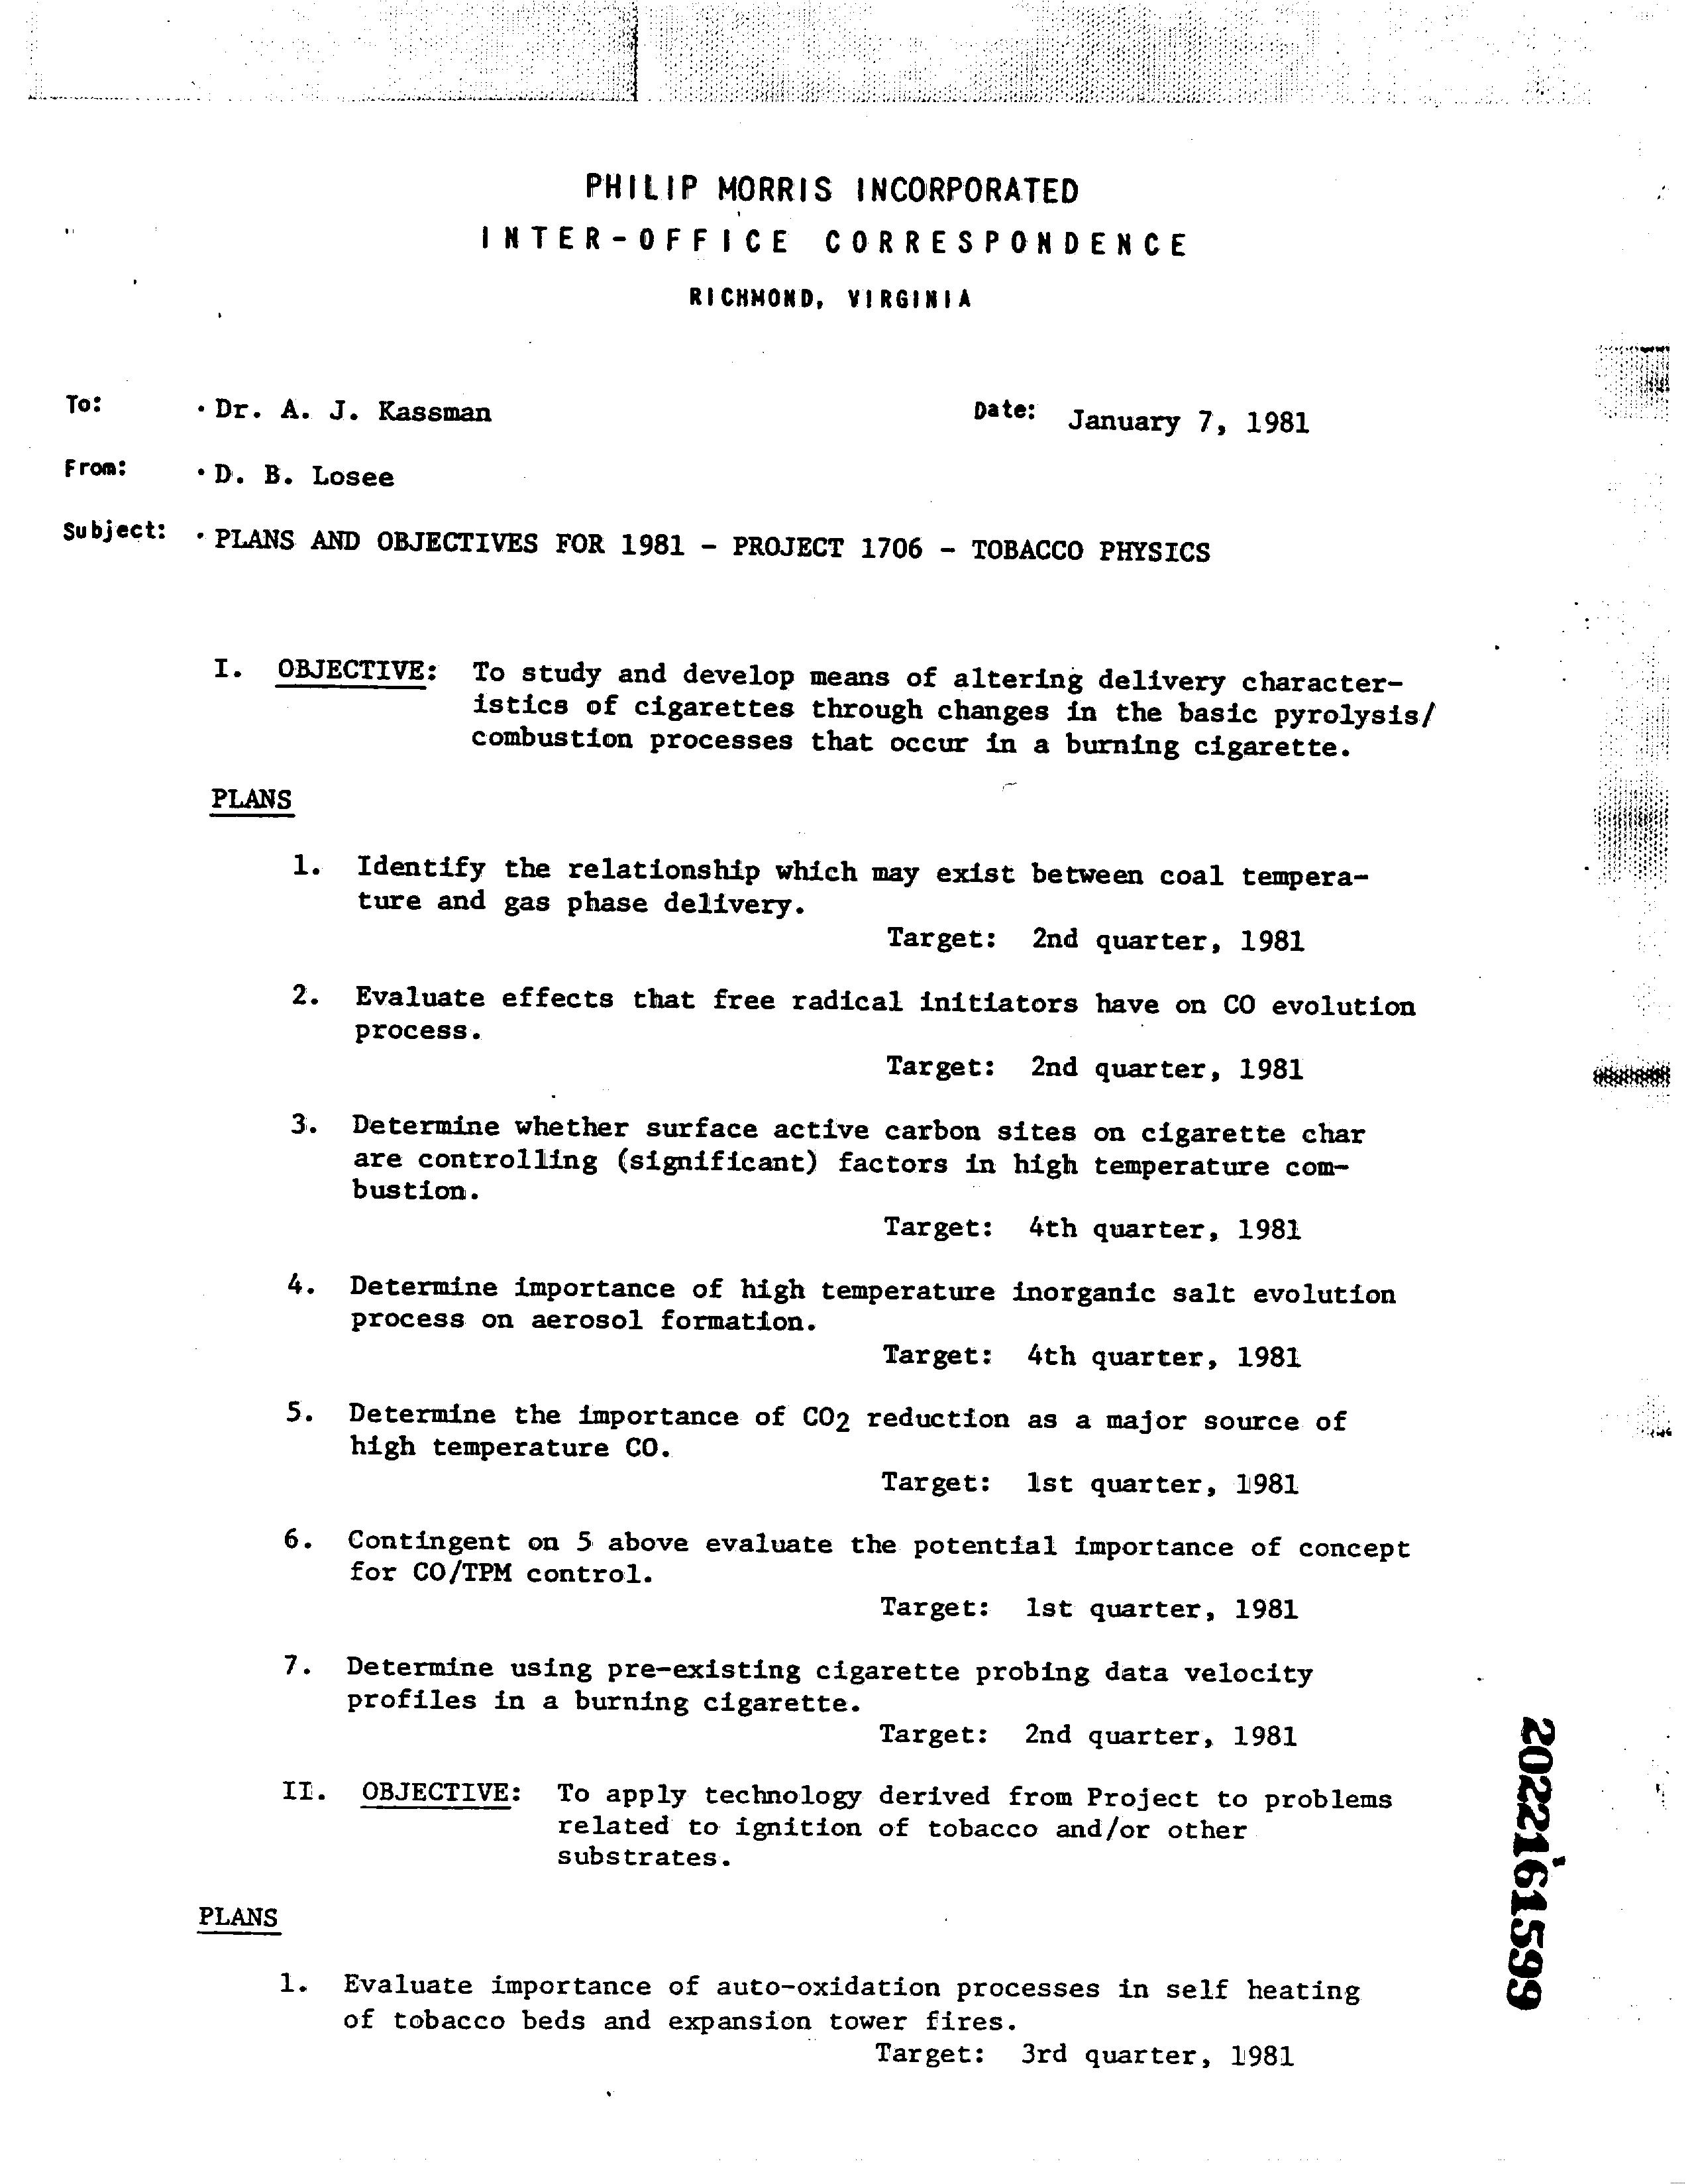 PHILIP MORRIS INCORPORATED
INTER-OFFICE CORRESPONDENCE
RICHMOND, VIRGINIA
To: Dr. A. J. Kassman Date: January 7, 1981
From: D. B. Losee
Subject: PLANS AND OBJECTIVES FOR 1981 - PROJECT 1706 - TOBACCO PHYSICS
I. OBJECTIVE: To study and develop means of altering delivery character-
istics of cigarettes through changes in the basic pyrolysis/
combustion processes that occur in a burning cigarette.
PLANS
1. Identify the relationship which may exist between coal tempera-
ture and gas phase delivery.
Target: 2nd quarter, 1981
2. Evaluate effects that free radical initiators have on CO evolution
process.
Target: 2nd quarter, 1981
3. Determine whether surface active carbon sites on cigarette char
are controlling (significant) factors in high temperature com-
bustion.
Target: 4th quarter, 1981
4. Determine importance of high temperature inorganic salt evolution
process on aerosol formation.
Target: 4th quarter, 1981
5. Determine the importance of CO2 reduction as a major source of
high temperature CO.
Target: 1st quarter, 1981
6. Contingent on 5 above evaluate the potential importance of concept
for CO/TPM control.
Target: 1st quarter, 1981
7. Determine using pre-existing cigarette probing data velocity
profiles in a burning cigarette.
Target: 2nd quarter, 1981
II. OBJECTIVE: To apply technology derived from Project to problems
related to ignition of tobacco and/or other
substrates.
PLANS
1. Evaluate importance of auto-oxidation processes in self heating
of tobacco beds and expansion tower fires.
Target: 3rd quarter, 1981
2022161599